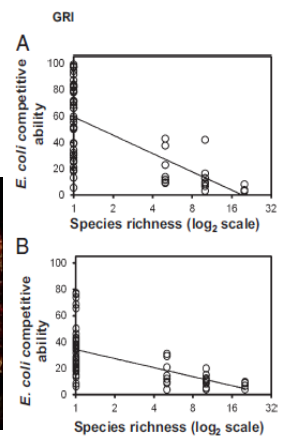 GRI
A
E. coli competitive
ability
100
80
60
40
20
0
1 2 4 8 16 32
Species richness (log₂ scale)
B
E. coli competitive
ability
100
80
60
40
20
0
1 2 4 8 16 32
Species richness (log₂ scale)